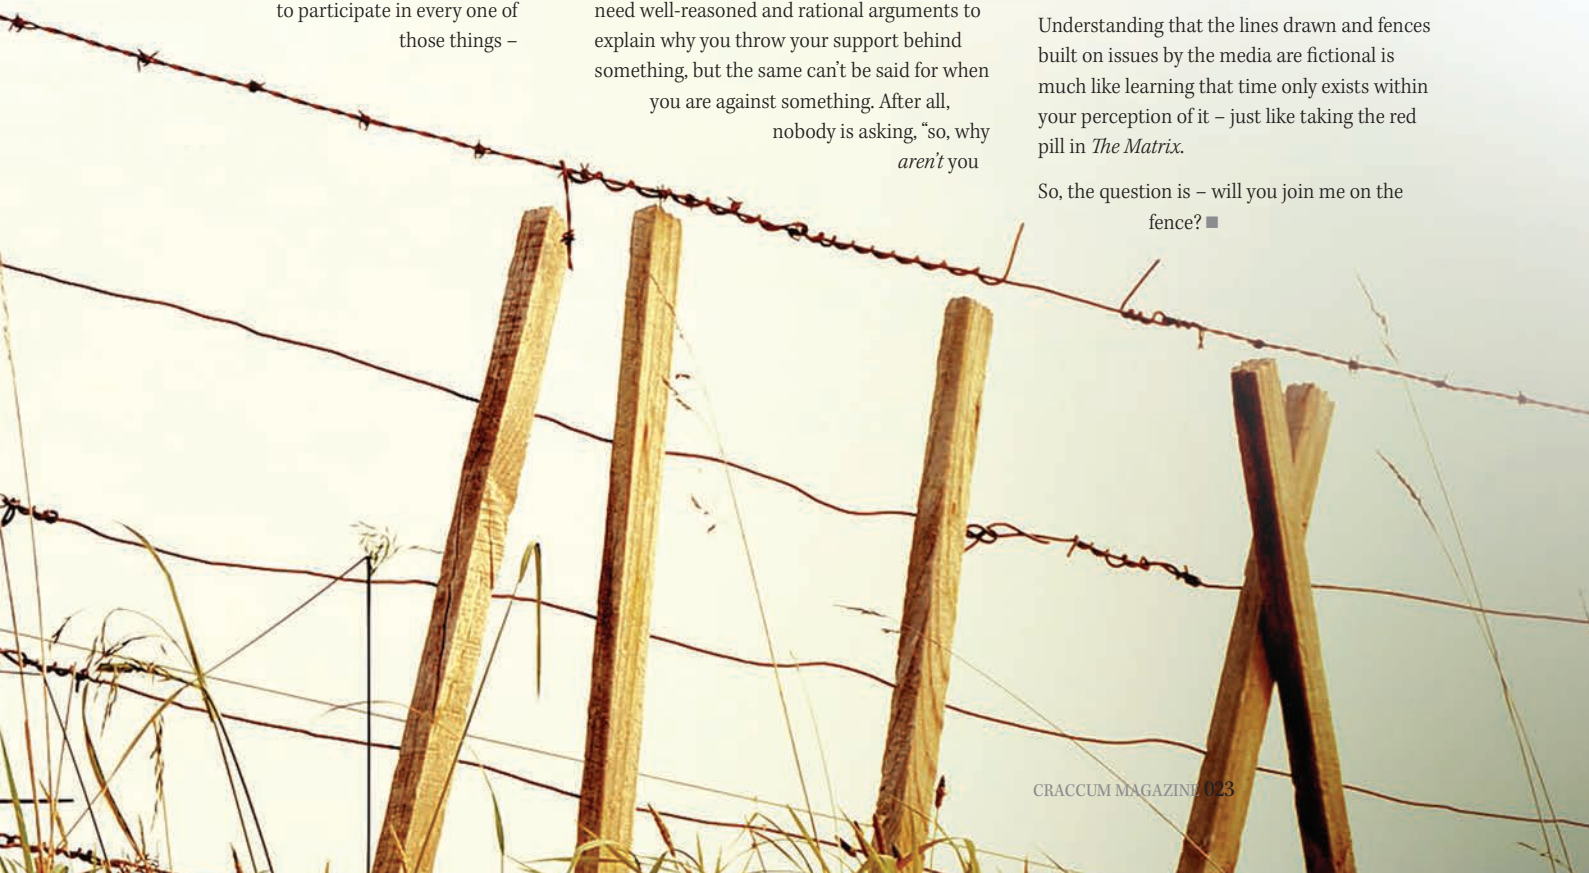 to participate in every one of
those things –
need well-reasoned and rational arguments to
explain why you throw your support behind
something, but the same can’t be said for when
you are against something. After all,
nobody is asking, “so, why
aren’t you
Understanding that the lines drawn and fences
built on issues by the media are fictional is
much like learning that time only exists within
your perception of it – just like taking the red
pill in The Matrix.
So, the question is – will you join me on the
fence? ■
CRACCUM MAGAZINE 023